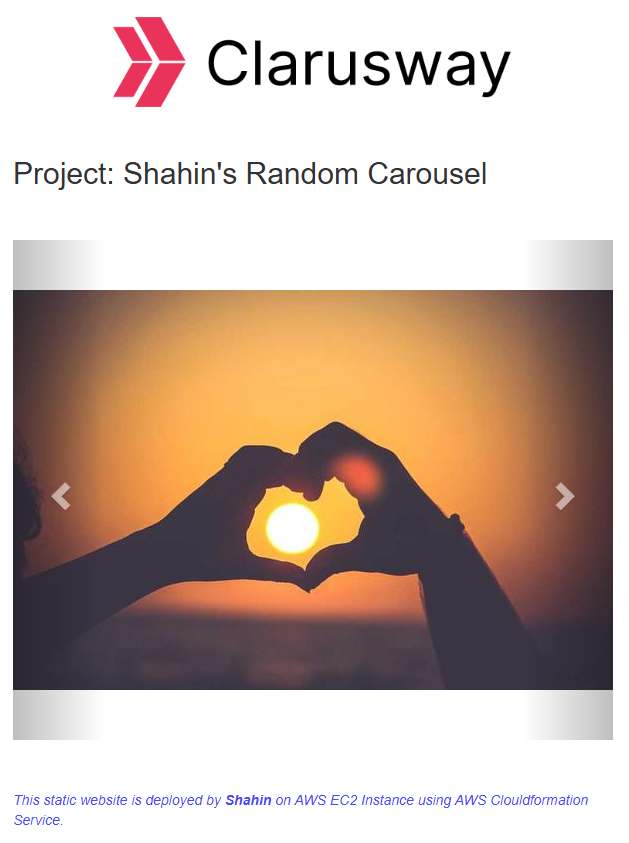 Clarusway
Project: Shahin's Random Carousel
This static website is deployed by Shahin on AWS EC2 Instance using AWS Clouldformation
Service.